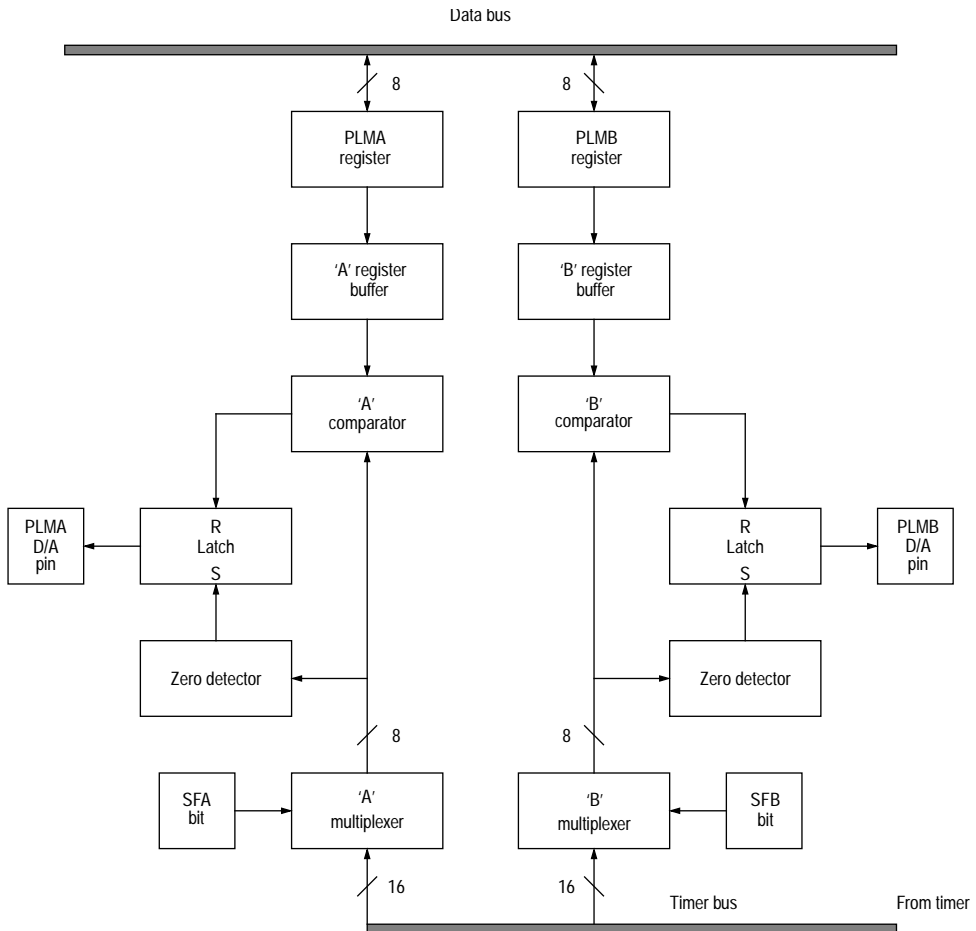 Data bus
8
8
PLMA
register
PLMB
register
‘A’ register
buffer
‘B’ register
buffer
‘A’
comparator
‘B’
comparator
PLMA
D/A
pin
R
Latch
S
R
Latch
S
PLMB
D/A
pin
Zero detector
Zero detector
8
8
SFA
bit
‘A’
multiplexer
‘B’
multiplexer
SFB
bit
16
16
Timer bus
From timer